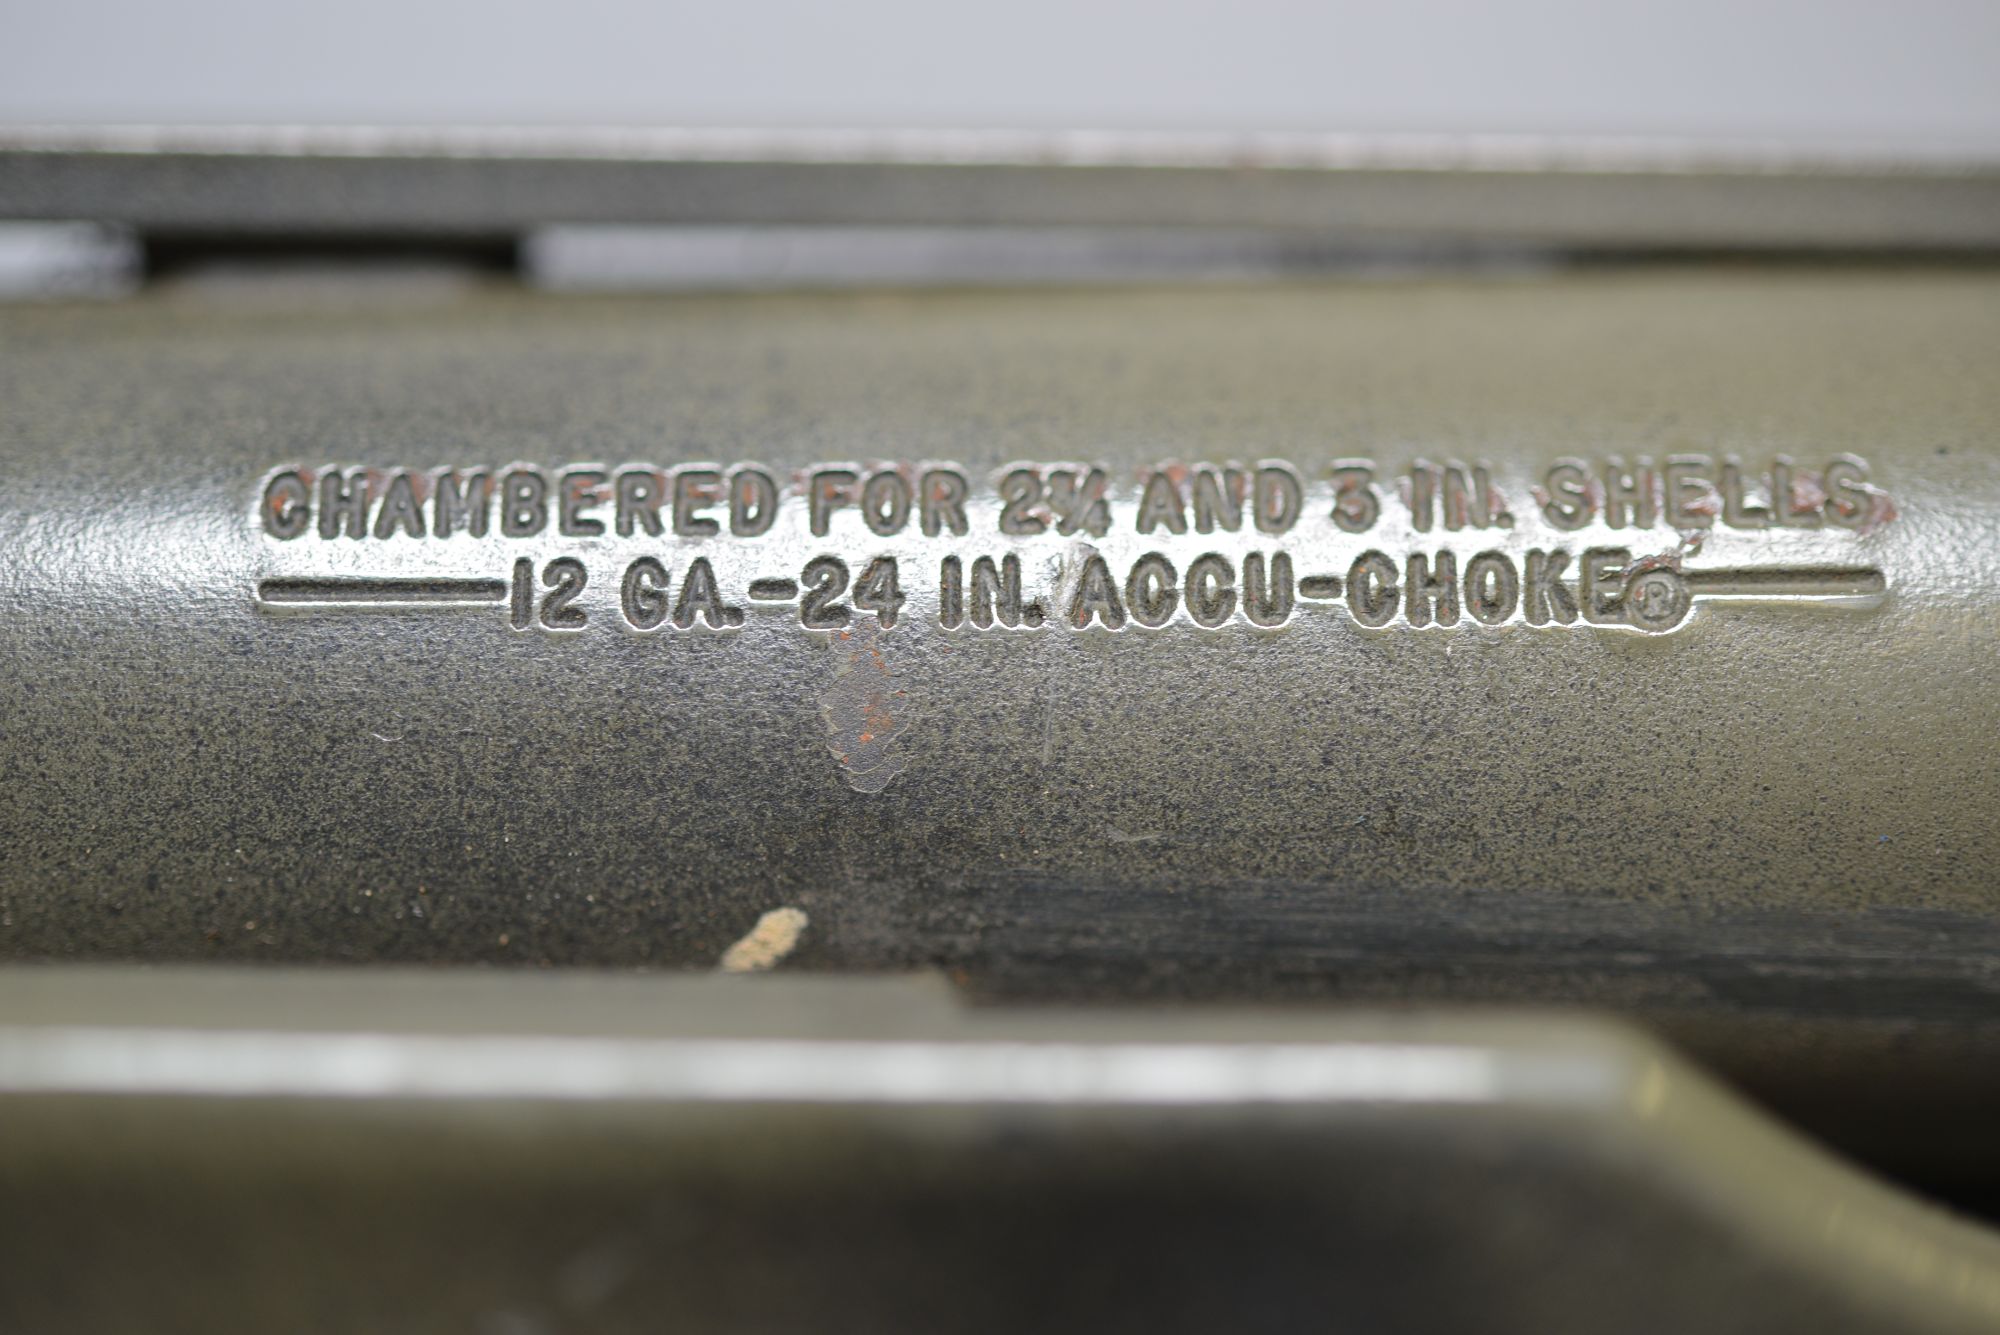 CHAMBERED FOR 2¾ AND 3 IN. SHELLS
12 GA.-24 IN. ACCU-CHOKE®